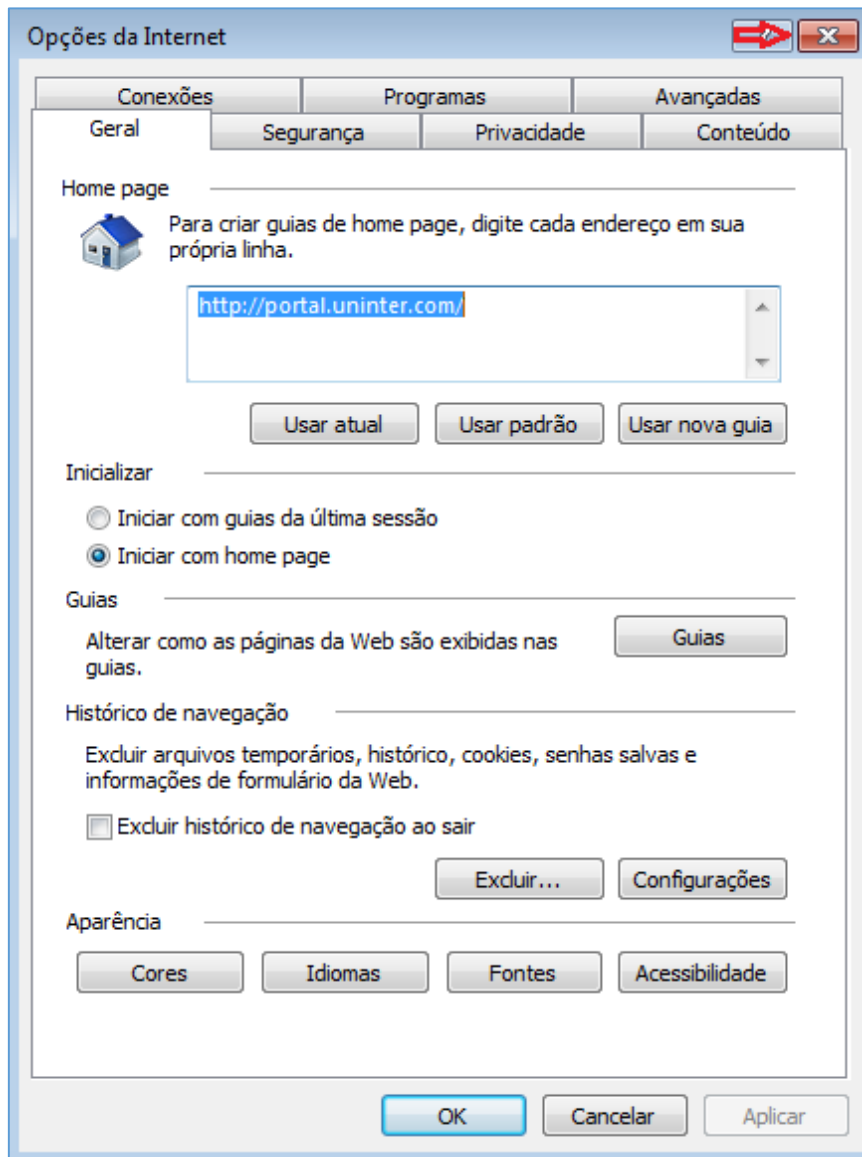 Opções da Internet
Conexões Programas Avançadas
Geral Segurança Privacidade Conteúdo
Home page
Para criar guias de home page, digite cada endereço em sua
própria linha.
http://portal.uninter.com/
Usar atual Usar padrão Usar nova guia
Inicializar
Iniciar com guias da última sessão
Iniciar com home page
Guias
Alterar como as páginas da Web são exibidas nas
guias.
Guias
Histórico de navegação
Excluir arquivos temporários, histórico, cookies, senhas salvas e
informações de formulário da Web.
Excluir histórico de navegação ao sair
Excluir... Configurações
Aparência
Cores Idiomas Fontes Acessibilidade
OK Cancelar Aplicar